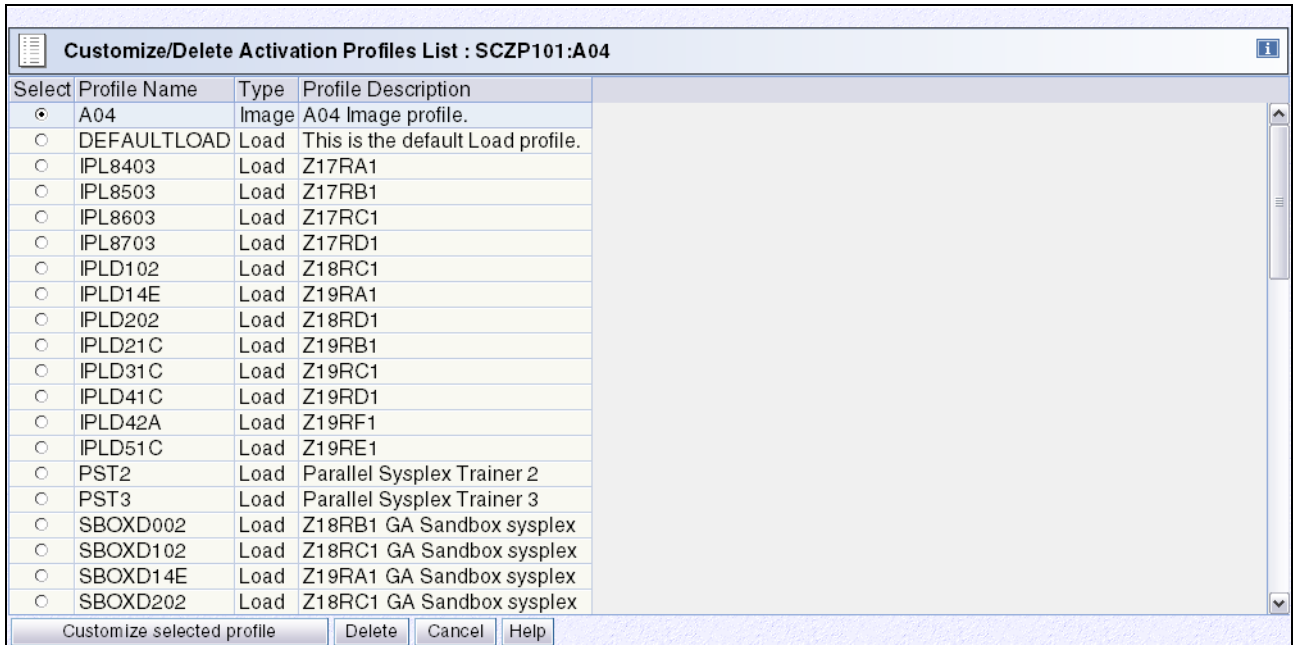 Customize/Delete Activation Profiles List : SCZP101:A04
i
Select Profile Name Type Profile Description
A04 Image A04 Image profile.
DEFAULTLOAD Load This is the default Load profile.
IPL8403 Load Z17RA1
IPL8503 Load Z17RB1
IPL8603 Load Z17RC1
IPL8703 Load Z17RD1
IPLD102 Load Z18RC1
IPLD14E Load Z19RA1
IPLD202 Load Z18RD1
IPLD21C Load Z19RB1
IPLD31C Load Z19RC1
IPLD41C Load Z19RD1
IPLD42A Load Z19RF1
IPLD51C Load Z19RE1
PST2 Load Parallel Sysplex Trainer 2
PST3 Load Parallel Sysplex Trainer 3
SBOXD002 Load Z18RB1 GA Sandbox sysplex
SBOXD102 Load Z18RC1 GA Sandbox sysplex
SBOXD14E Load Z19RA1 GA Sandbox sysplex
SBOXD202 Load Z18RC1 GA Sandbox sysplex
Customize selected profile Delete Cancel Help